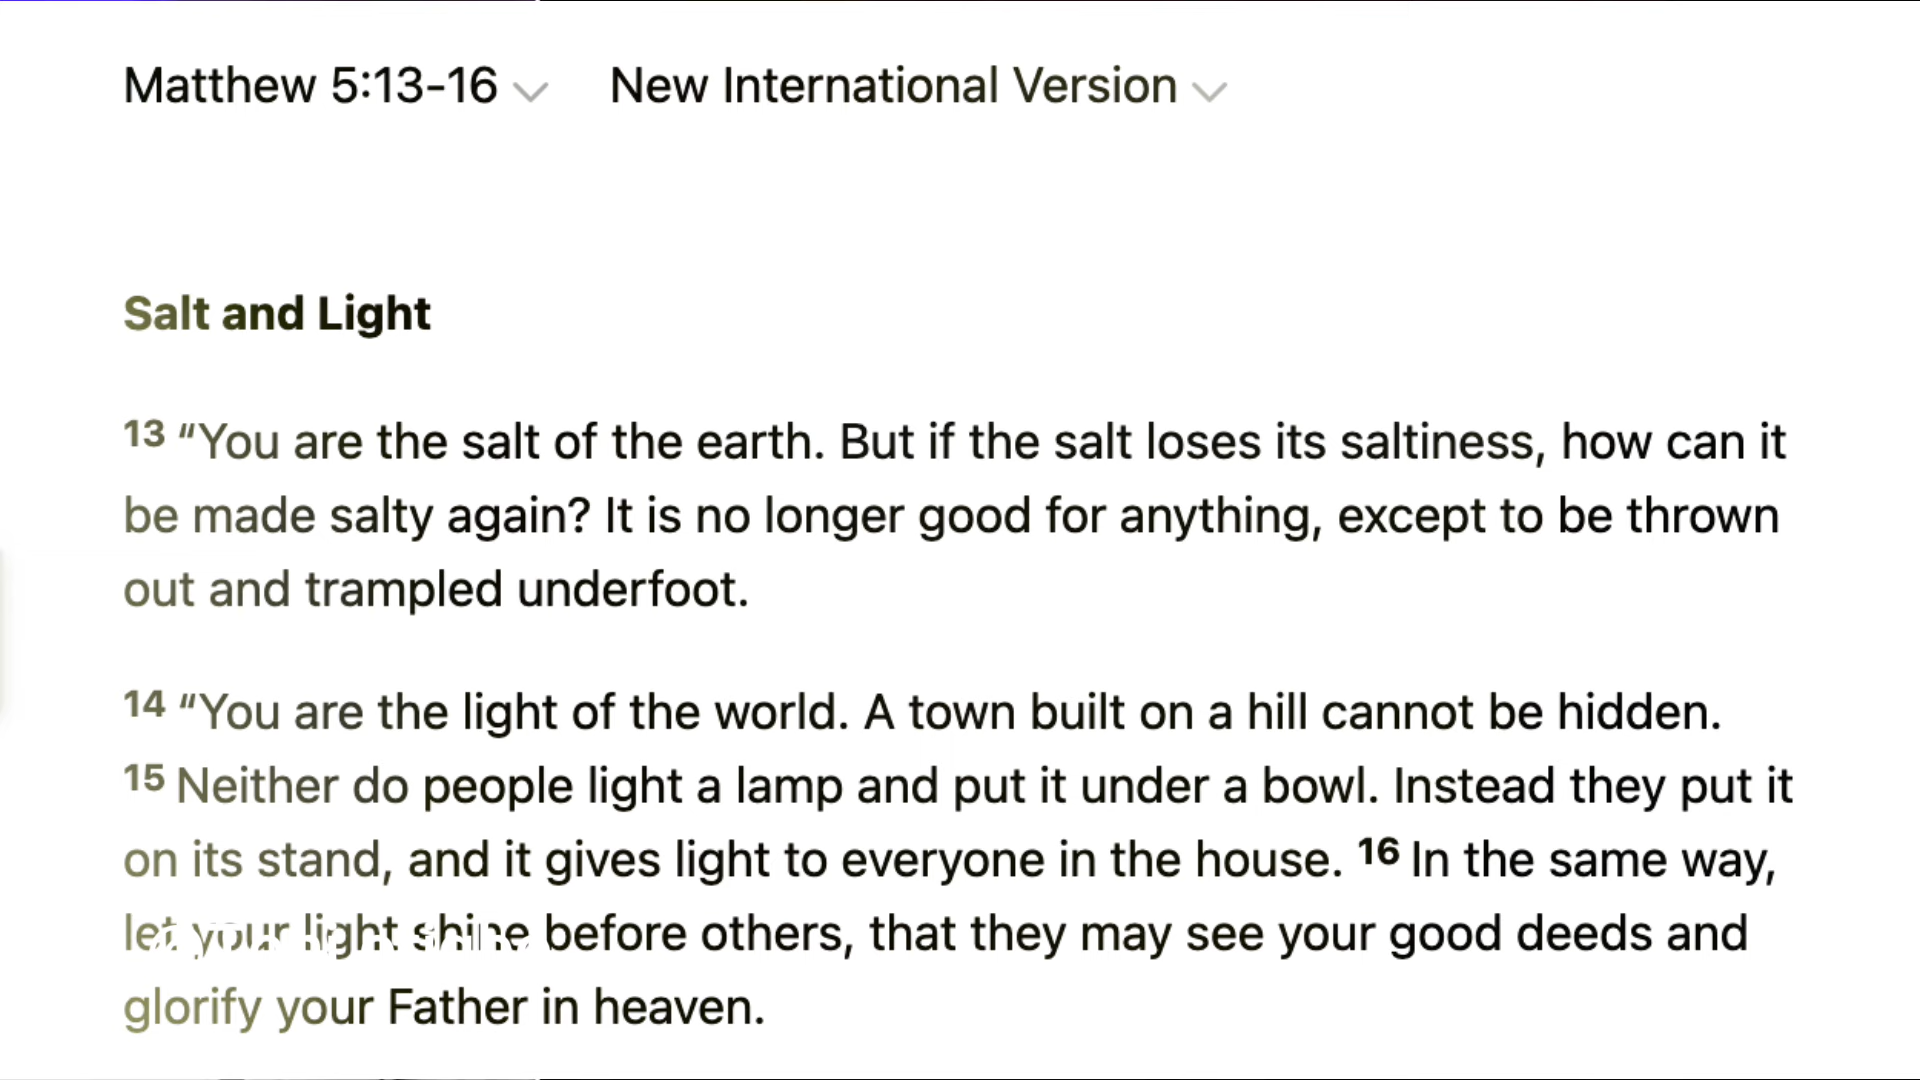 Matthew 5:13-16 New International Version
Salt and Light
13 “You are the salt of the earth. But if the salt loses its saltiness, how can it
be made salty again? It is no longer good for anything, except to be thrown
out and trampled underfoot.
14 “You are the light of the world. A town built on a hill cannot be hidden.
15 Neither do people light a lamp and put it under a bowl. Instead they put it
on its stand, and it gives light to everyone in the house. 16 In the same way,
let your light shine before others, that they may see your good deeds and
glorify your Father in heaven.